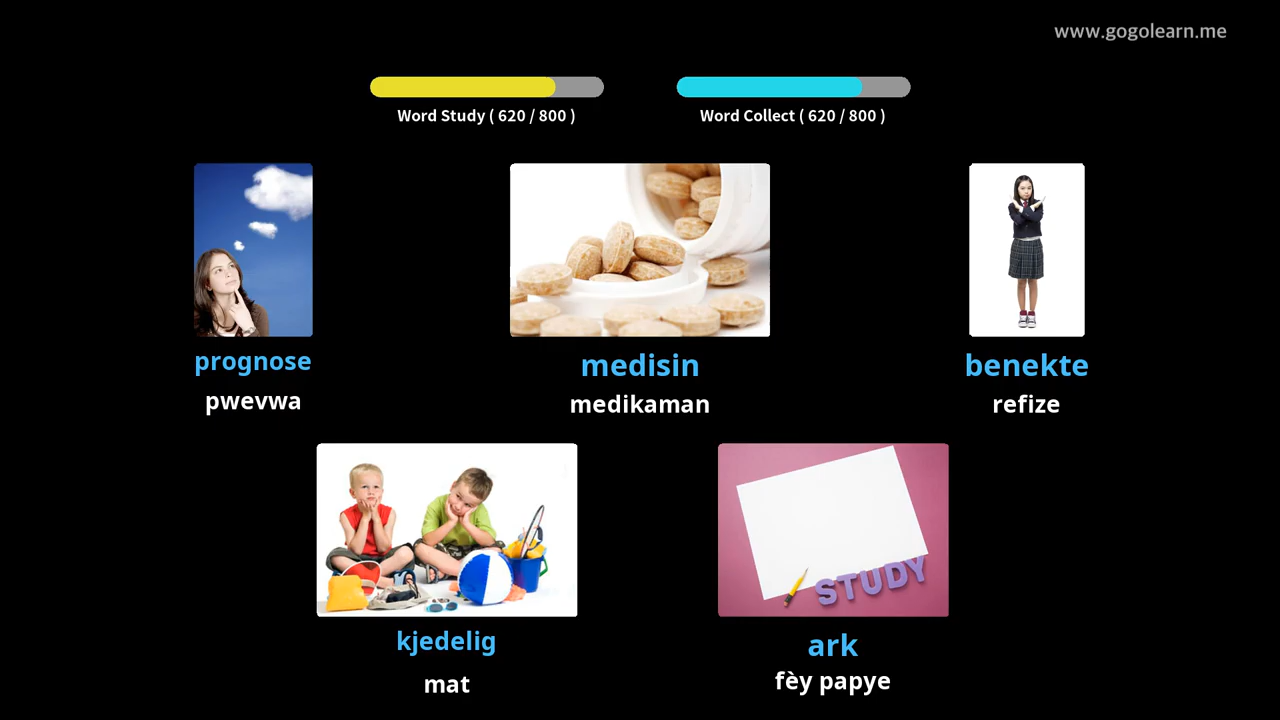 www.gogolearn.me
Word Study ( 620 / 800 )
Word Collect ( 620 / 800 )
prognose
pwevwa
medisin
medikaman
benekte
refize
STUDY
kjedelig
mat
ark
fèy papye